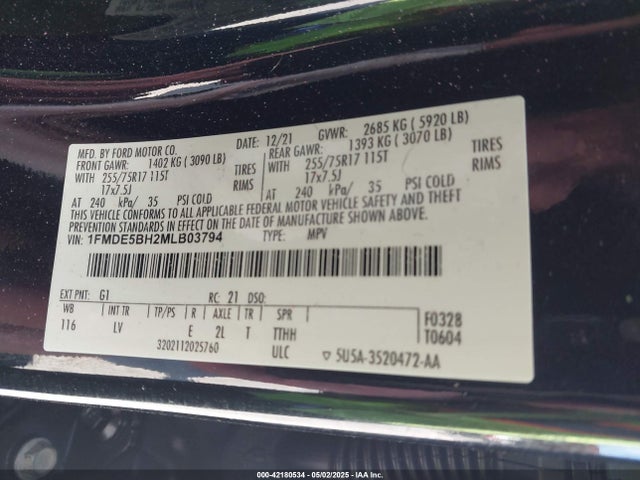 MFD. BY FORD MOTOR CO.
DATE: 12/21 GVWR: 2685 KG ( 5920 LB)
FRONT GAWR: 1402 KG ( 3090 LB) REAR GAWR: 1393 KG ( 3070 LB)
WITH 255/75R17 115T TIRES WITH 255/75R17 115T TIRES
17x7.5J RIMS 17x7.5J RIMS
AT 240 kPa/ 35 PSI COLD AT 240 kPa/ 35 PSI COLD
THIS VEHICLE CONFORMS TO ALL APPLICABLE FEDERAL MOTOR VEHICLE SAFETY AND THEFT
PREVENTION STANDARDS IN EFFECT ON THE DATE OF MANUFACTURE SHOWN ABOVE.
VIN: 1FMDE5BH2MLB03794 TYPE: MPV
EXT PNT: G1 RC: 21 DSO:
WB INT TR TP/PS R AXLE TR SPR
116 LV E 2L T TTHH
3202112025760 ULC
F0328
T0604
5U5A-3520472-AA
000-42180534 - 05/02/2025 - IAA Inc.